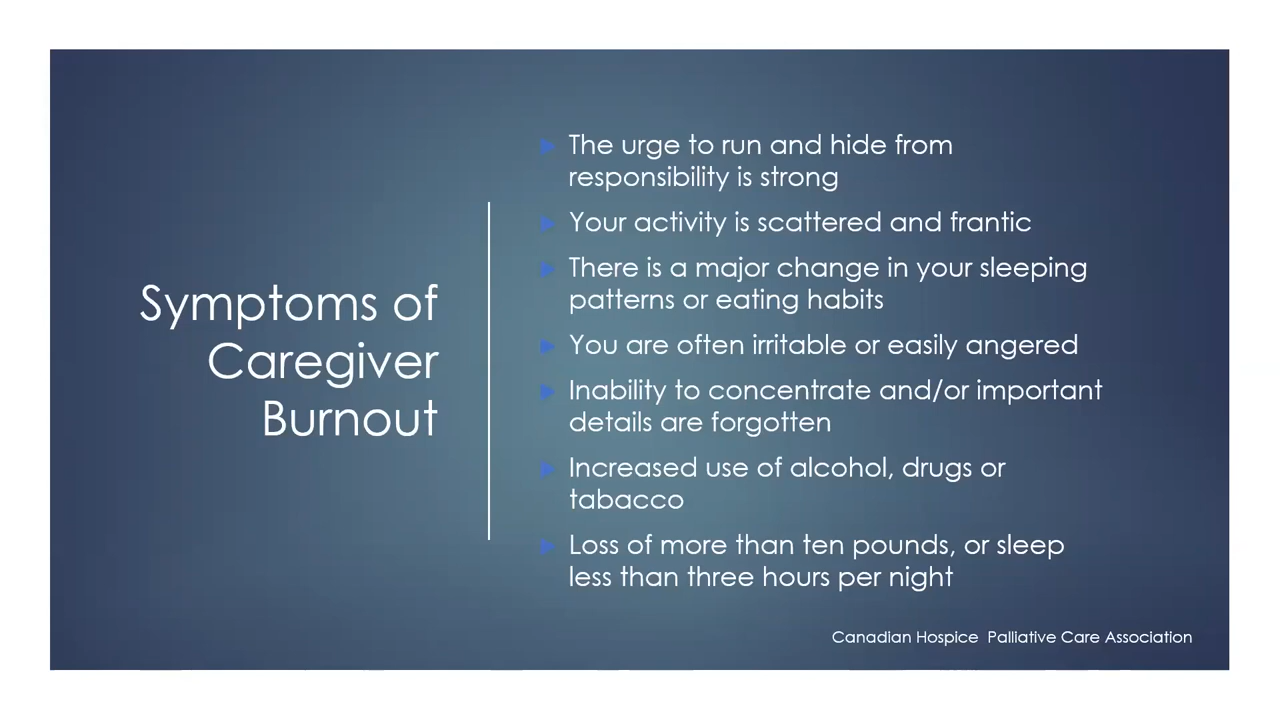 Symptoms of
Caregiver
Burnout
The urge to run and hide from
responsibility is strong
Your activity is scattered and frantic
There is a major change in your sleeping
patterns or eating habits
You are often irritable or easily angered
Inability to concentrate and/or important
details are forgotten
Increased use of alcohol, drugs or
tabacco
Loss of more than ten pounds, or sleep
less than three hours per night
Canadian Hospice Palliative Care Association